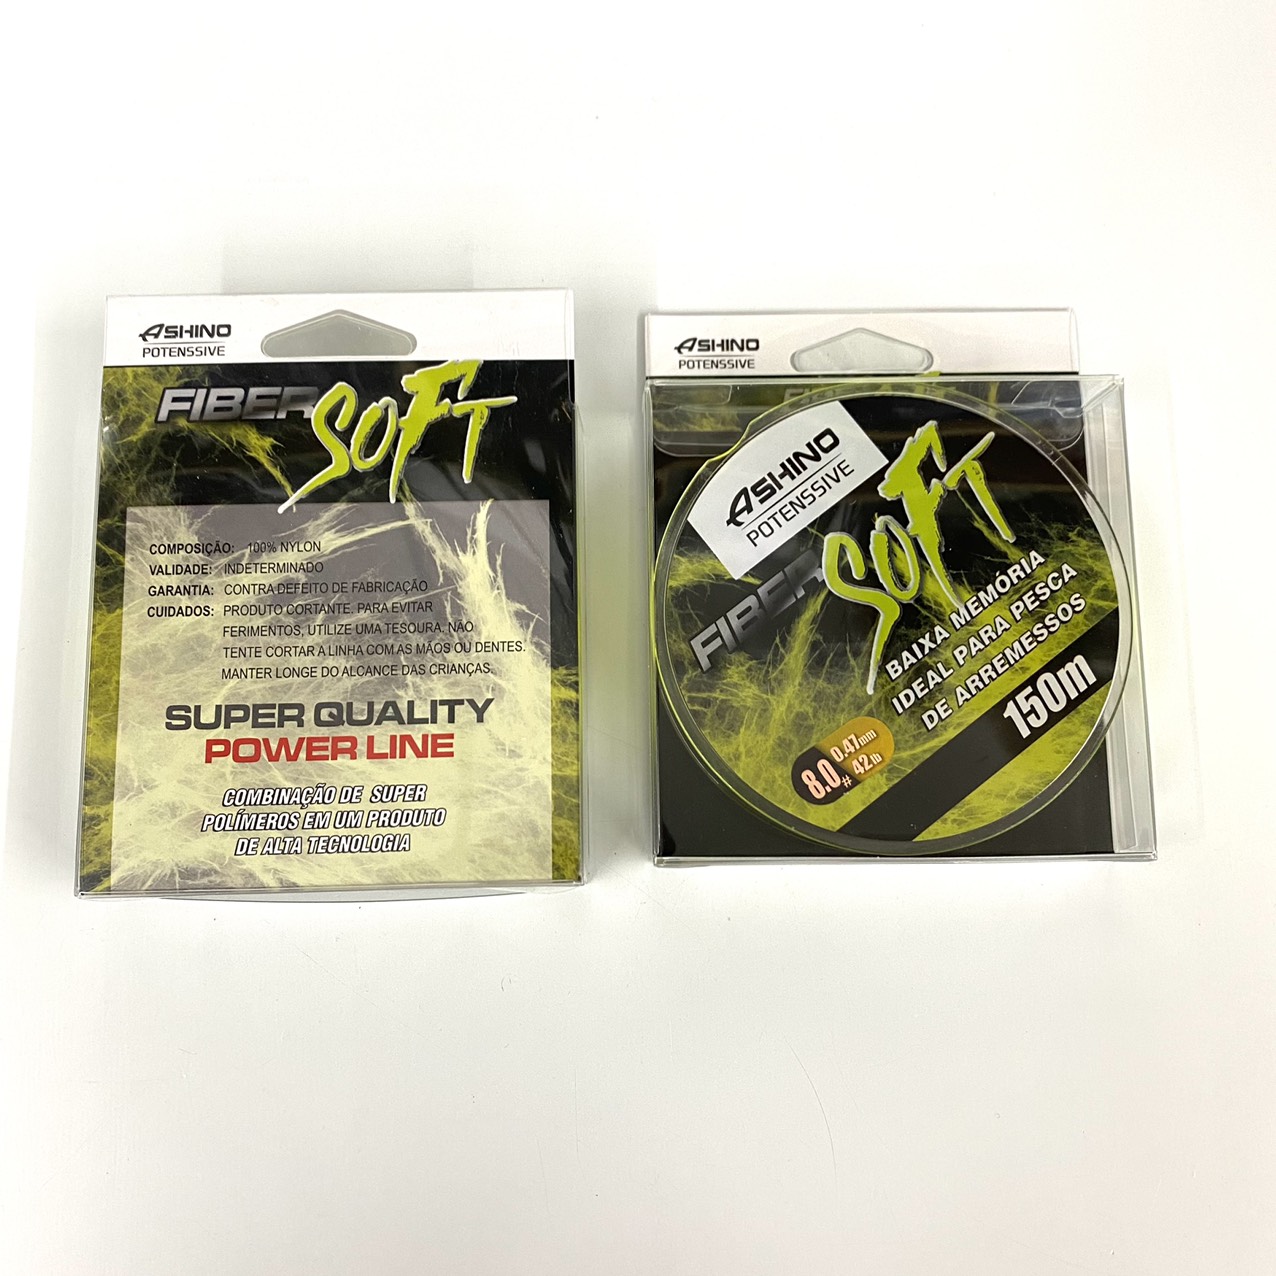 ASHINO
POTENSSIVE
FIBER SOFT
COMPOSIÇÃO: 100% NYLON
VALIDADE: INDETERMINADO
GARANTIA: CONTRA DEFEITO DE FABRICAÇÃO
CUIDADOS: PRODUTO CORTANTE. PARA EVITAR
FERIMENTOS, UTILIZE UMA TESOURA. NÃO
TENTE CORTAR A LINHA COM AS MÃOS OU DENTES.
MANTER LONGE DO ALCANCE DAS CRIANÇAS.
SUPER QUALITY
POWER LINE
COMBINAÇÃO DE SUPER
POLÍMEROS EM UM PRODUTO
DE ALTA TECNOLOGIA
ASHINO
POTENSSIVE
ASHINO
POTENSSIVE
FIBER SOFT
BAIXA MEMÓRIA
IDEAL PARA PESCA
DE ARREMESSOS
150m
8.0# 0.47mm
42lb